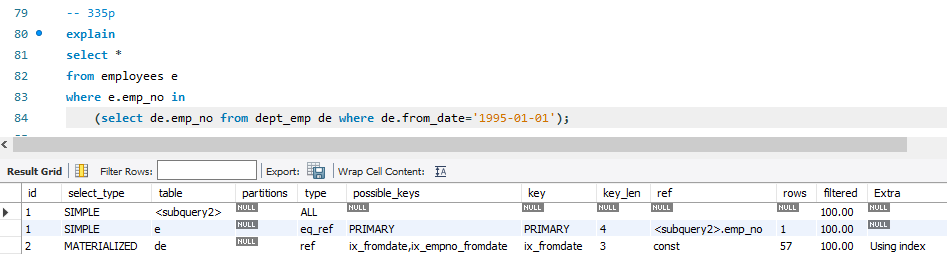 79 -- 335p
80 explain
81 select *
82 from employees e
83 where e.emp_no in
84 (select de.emp_no from dept_emp de where de.from_date='1995-01-01');
Result Grid Filter Rows: Export: Wrap Cell Content:
id select_type table partitions type possible_keys key key_len ref rows filtered Extra
1 SIMPLE <subquery2> NULL ALL NULL NULL NULL NULL NULL 100.00 NULL
1 SIMPLE e NULL eq_ref PRIMARY PRIMARY 4 <subquery2>.emp_no 1 100.00 NULL
2 MATERIALIZED de NULL ref ix_fromdate,ix_empno_fromdate ix_fromdate 3 const 57 100.00 Using index